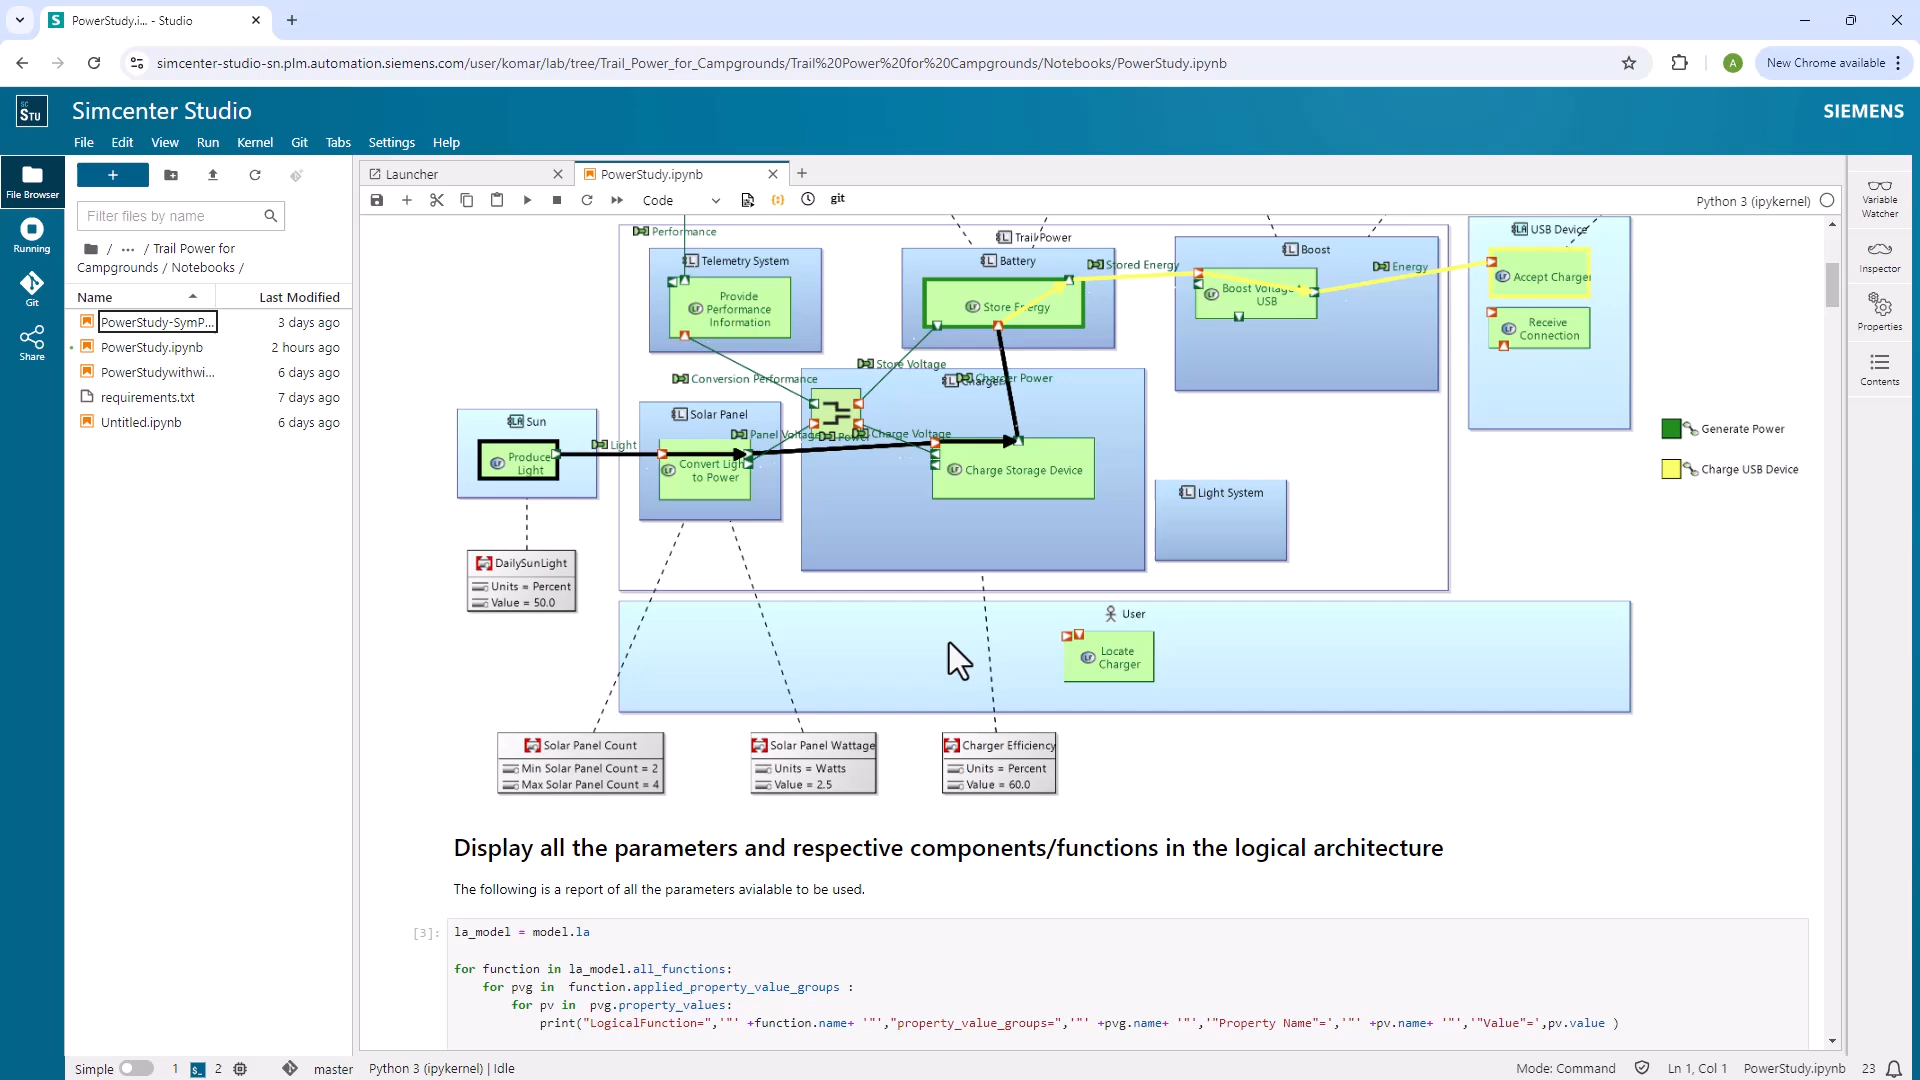 PowerStudy.i... - Studio
simcenter-studio-sn.plm.automation.siemens.com/user/komar/lab/tree/Trail_Power_for_Campgrounds/Trail%20Power%20for%20Campgrounds/Notebooks/PowerStudy.ipynb
A
New Chrome available
SC STU
Simcenter Studio
SIEMENS
File Edit View Run Kernel Git Tabs Settings Help
File Browser
Running
Git
Share
Filter files by name
/ ... / Trail Power for
Campgrounds / Notebooks /
Name Last Modified
PowerStudy-SymP... 3 days ago
PowerStudy.ipynb 2 hours ago
PowerStudywithwi... 6 days ago
requirements.txt 7 days ago
Untitled.ipynb 6 days ago
Launcher
PowerStudy.ipynb
Code
git
Python 3 (ipykernel)
Variable Watcher
Inspector
Properties
Contents
Performance
Trail Power
USB Device
Telemetry System
Battery
Boost
Stored Energy
Energy
Accept Charger
Provide
Performance
Information
Store Energy
Boost Voltage
USB
Receive
Connection
Store Voltage
Conversion Performance
Charger
Charger Power
Sun
Solar Panel
Light
Panel Voltage
Power
Charge Voltage
Produce
Light
Convert Light
to Power
Charge Storage Device
Light System
Generate Power
Charge USB Device
DailySunLight
Units = Percent
Value = 50.0
User
Locate
Charger
Solar Panel Count
Min Solar Panel Count = 2
Max Solar Panel Count = 4
Solar Panel Wattage
Units = Watts
Value = 2.5
Charger Efficiency
Units = Percent
Value = 60.0
Display all the parameters and respective components/functions in the logical architecture
The following is a report of all the parameters avialable to be used.
[3]:
la_model = model.la
for function in la_model.all_functions:
for pvg in function.applied_property_value_groups :
for pv in pvg.property_values:
print("LogicalFunction=",'"' +function.name+ '"',"property_value_groups=",'"' +pvg.name+ '"','"Property Name"=','"' +pv.name+ '"','"Value"=',pv.value )
Simple 1 2 master Python 3 (ipykernel) | Idle
Mode: Command Ln 1, Col 1 PowerStudy.ipynb 23